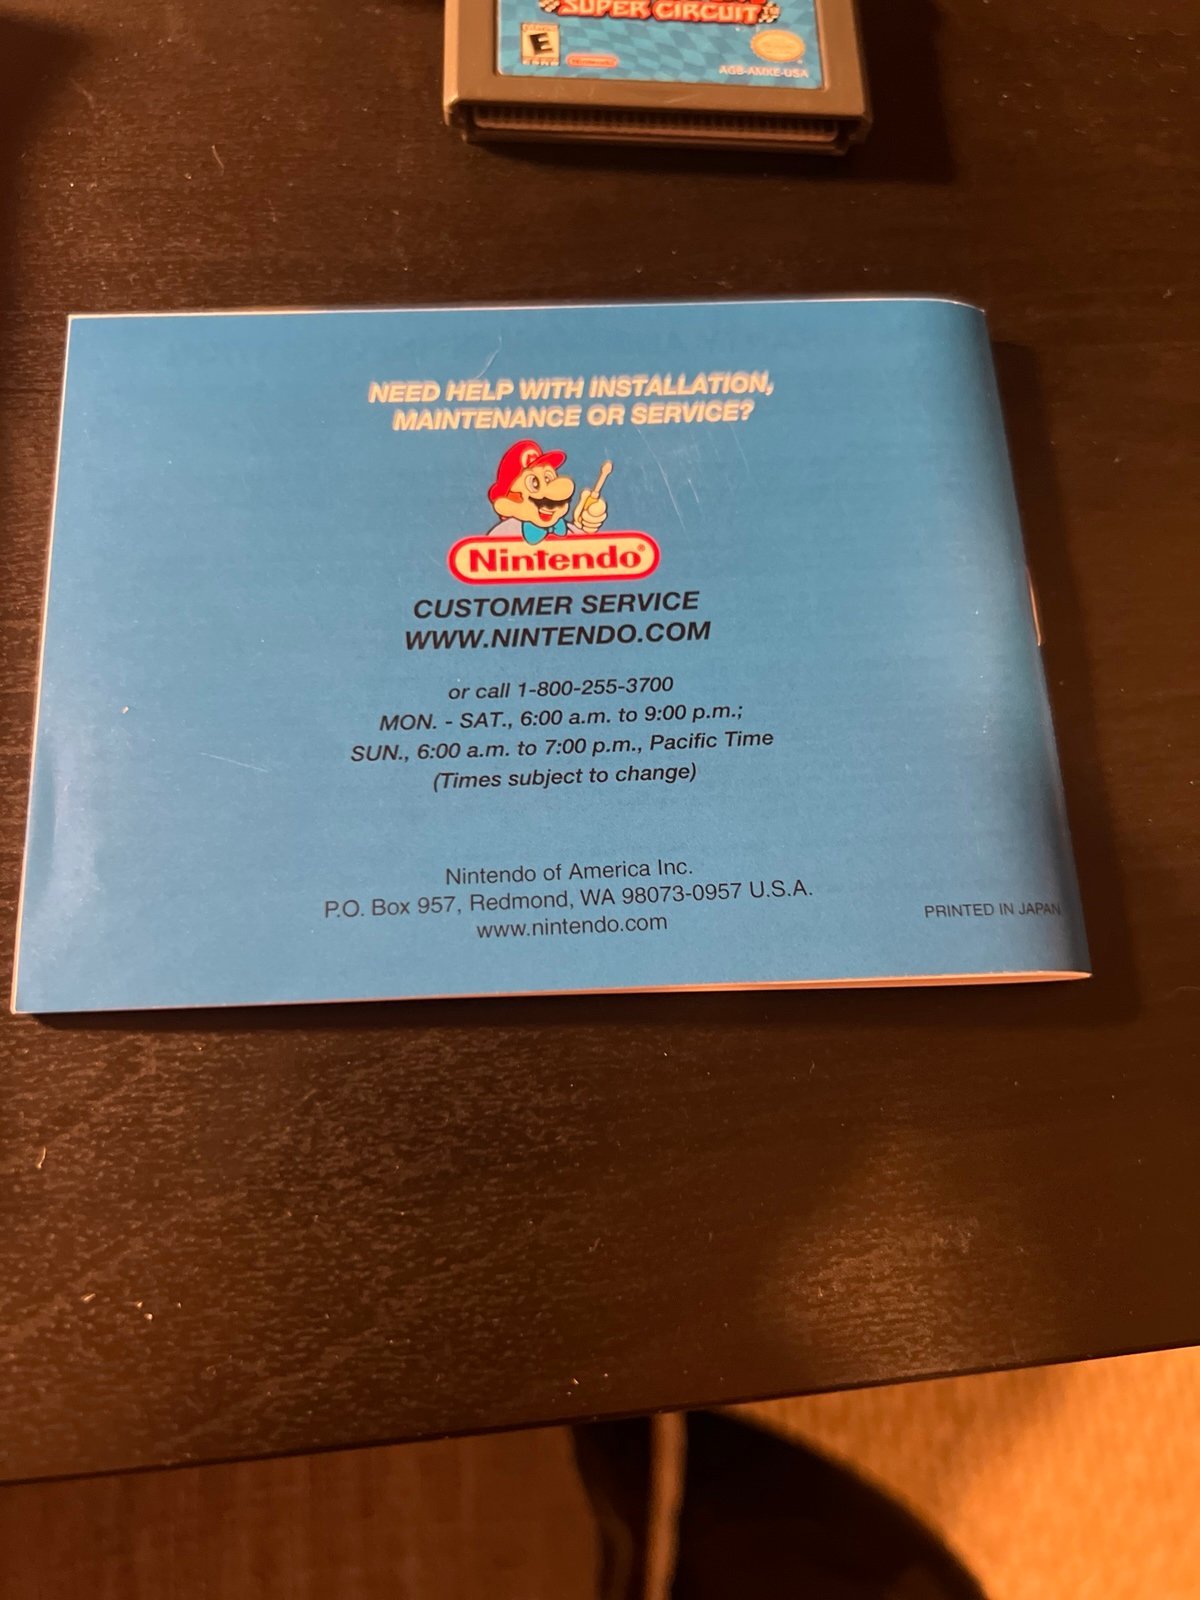 SUPER CIRCUIT
E
Nintendo
AGB-AMKE-USA
NEED HELP WITH INSTALLATION,
MAINTENANCE OR SERVICE?
Nintendo®
CUSTOMER SERVICE
WWW.NINTENDO.COM
or call 1-800-255-3700
MON. - SAT., 6:00 a.m. to 9:00 p.m.;
SUN., 6:00 a.m. to 7:00 p.m., Pacific Time
(Times subject to change)
Nintendo of America Inc.
P.O. Box 957, Redmond, WA 98073-0957 U.S.A.
www.nintendo.com
PRINTED IN JAPAN